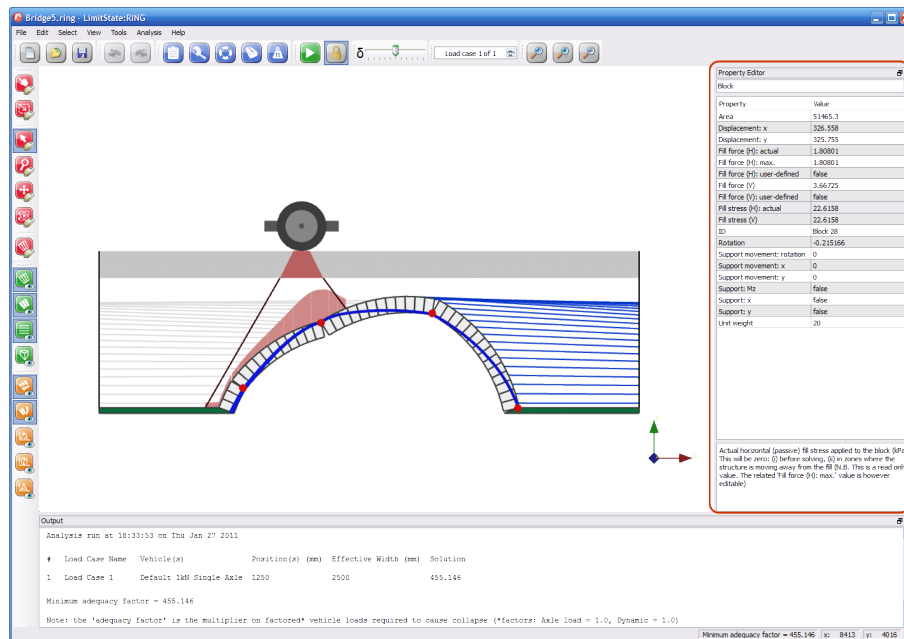 Bridge5.ring - LimitState:RING
File Edit Select View Tools Analysis Help
δ
Load case 1 of 1
Property Editor
Block
Property Value
Area 51465.3
Displacement: x 326.558
Displacement: y 325.755
Fill force (H): actual 1.80801
Fill force (H): max. 1.80801
Fill force (H): user-defined false
Fill force (V) 3.66725
Fill force (V): user-defined false
Fill stress (H): actual 22.6158
Fill stress (V) 22.6158
ID Block 28
Rotation -0.215166
Support movement: rotation 0
Support movement: x 0
Support movement: y 0
Support: Mz false
Support: x false
Support: y false
Unit weight 20
Actual horizontal (passive) fill stress applied to the block (kPa
This will be zero: (i) before solving, (ii) in zones where the
structure is moving away from the fill (N.B. This is a read onl
value. The related 'Fill force (H): max.' value is however
editable)
Output
Analysis run at 18:33:53 on Thu Jan 27 2011
# Load Case Name Vehicle(s) Position(s) (mm) Effective Width (mm) Solution
1 Load Case 1 Default 1kN Single Axle 1250 2500 455.146
Minimum adequacy factor = 455.146
Note: the 'adequacy factor' is the multiplier on factored* vehicle loads required to cause collapse (*factors: Axle load = 1.0, Dynamic = 1.0)
Minimum adequacy factor = 455.146 x: 8413 y: 4016